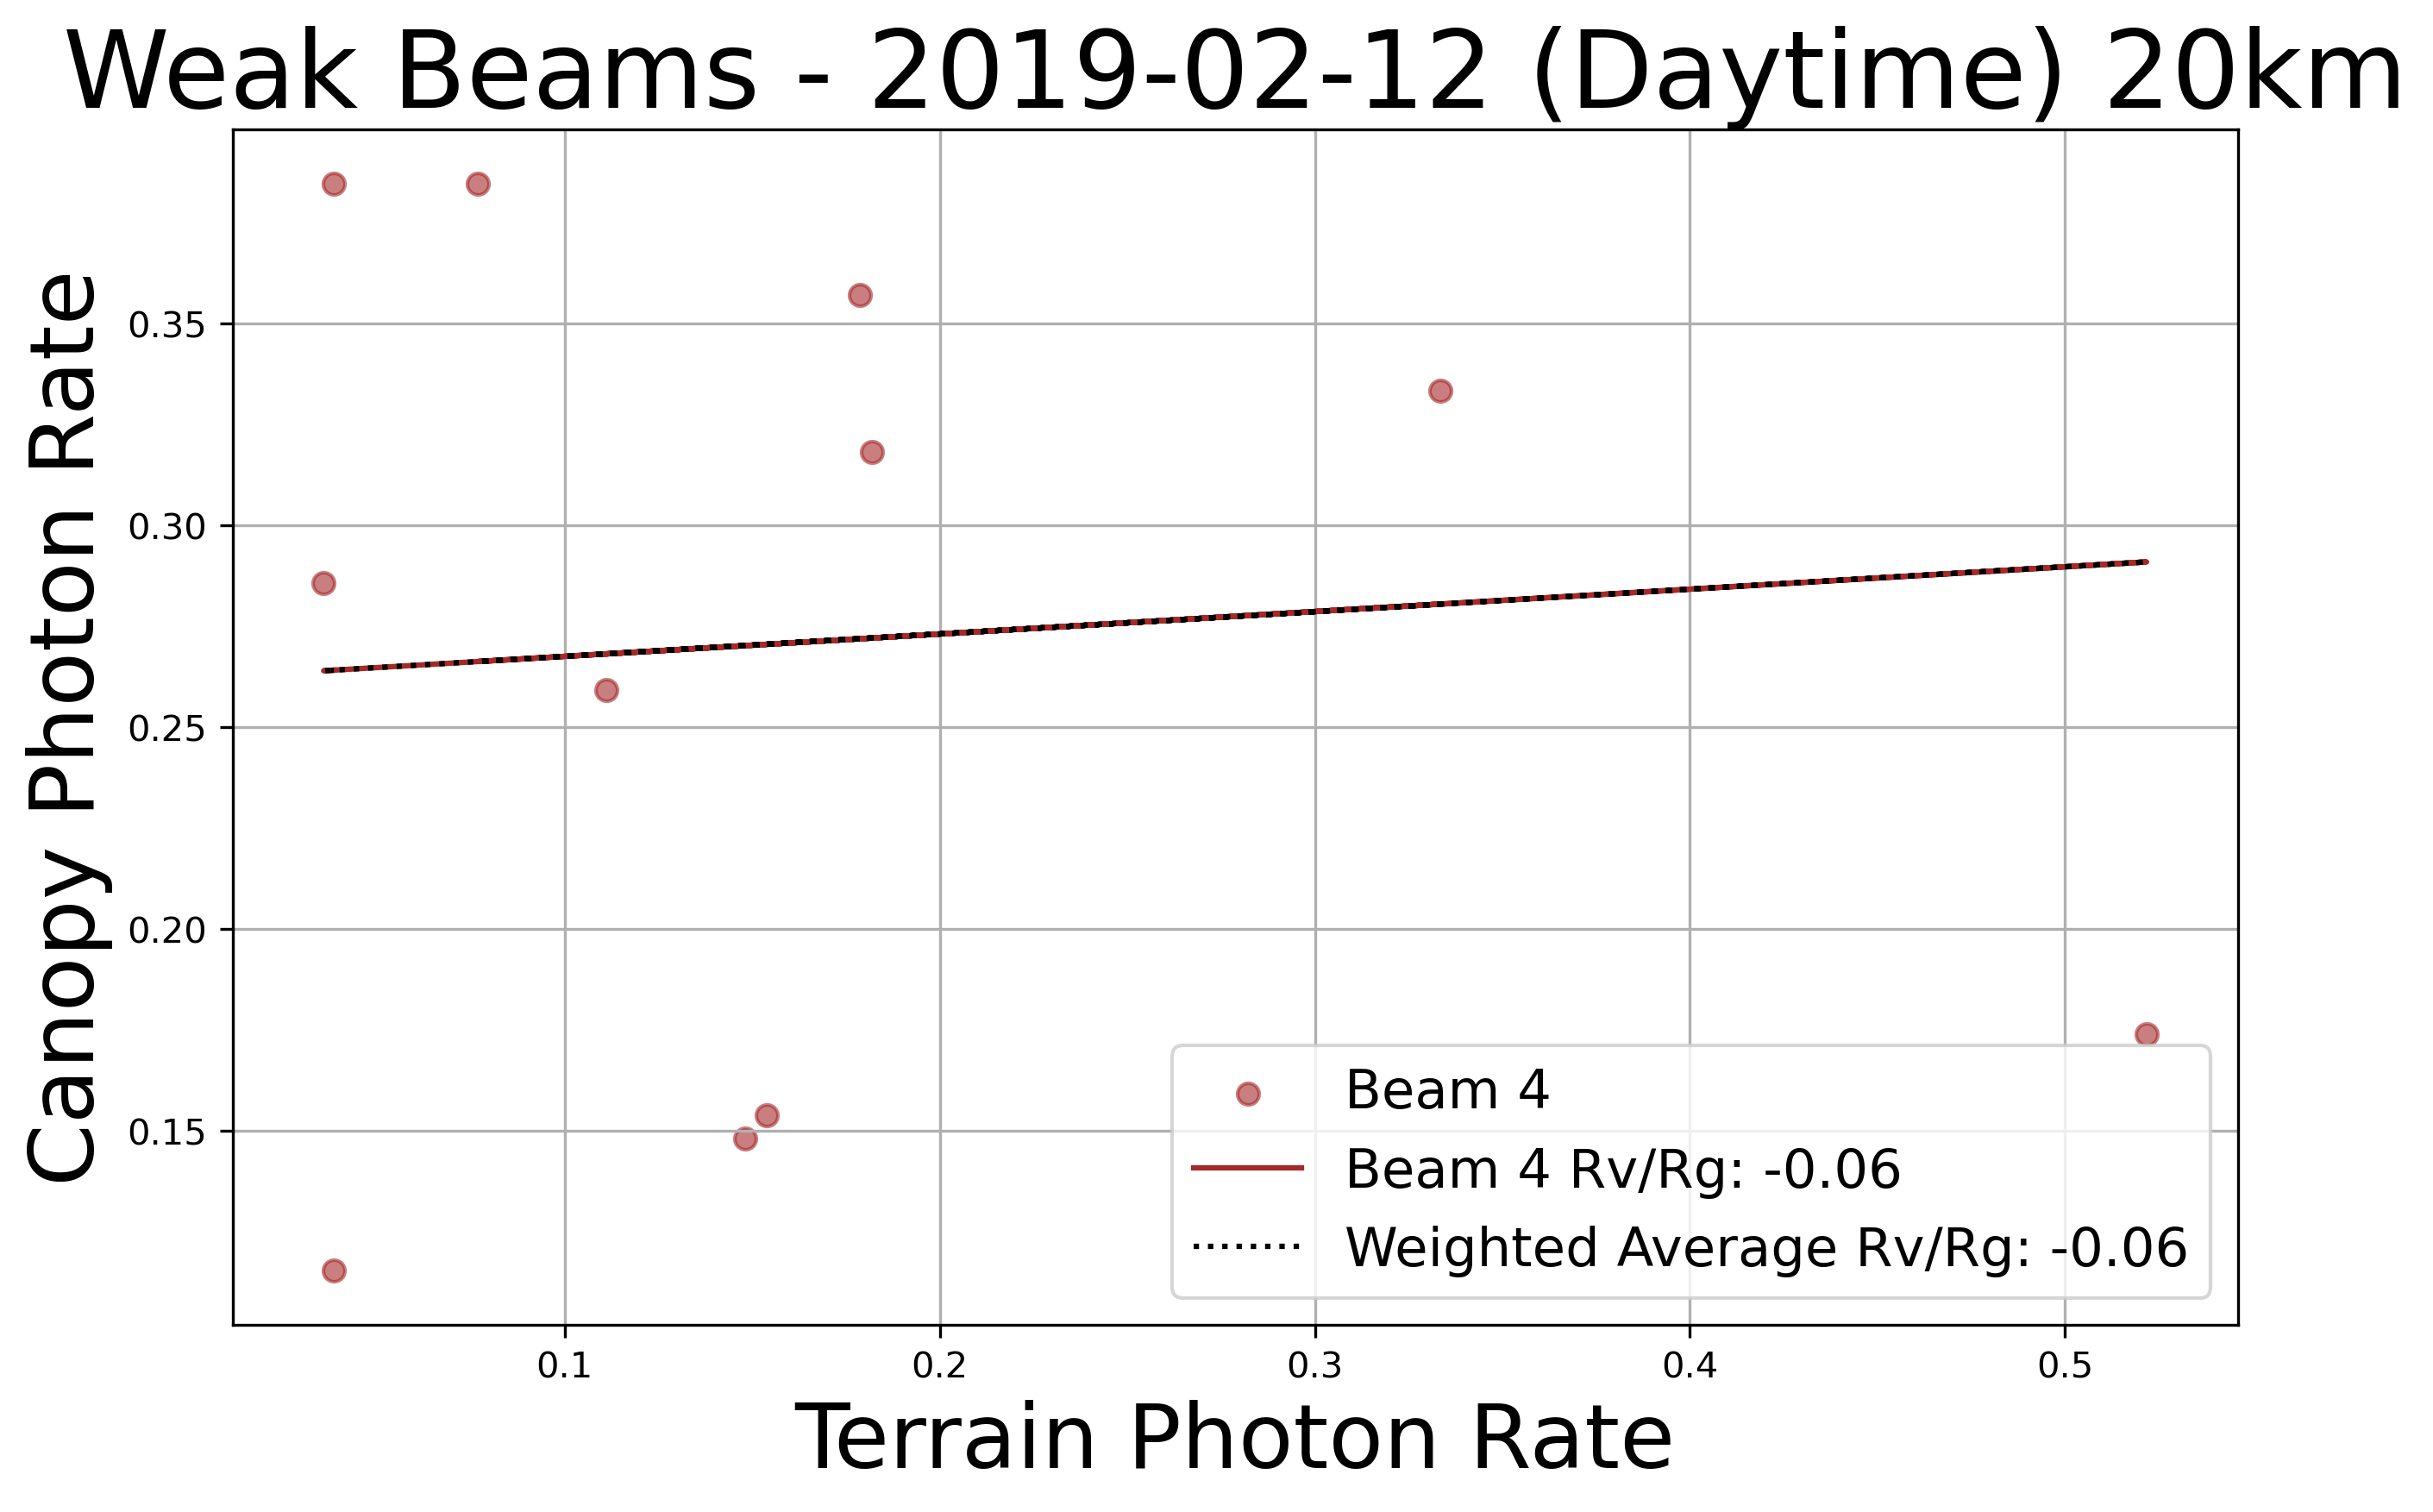 Weak Beams - 2019-02-12 (Daytime) 20km
Canopy Photon Rate
0.35
0.30
0.25
0.20
0.15
Beam 4
Beam 4 Rv/Rg: -0.06
Weighted Average Rv/Rg: -0.06
0.1 0.2 0.3 0.4 0.5
Terrain Photon Rate